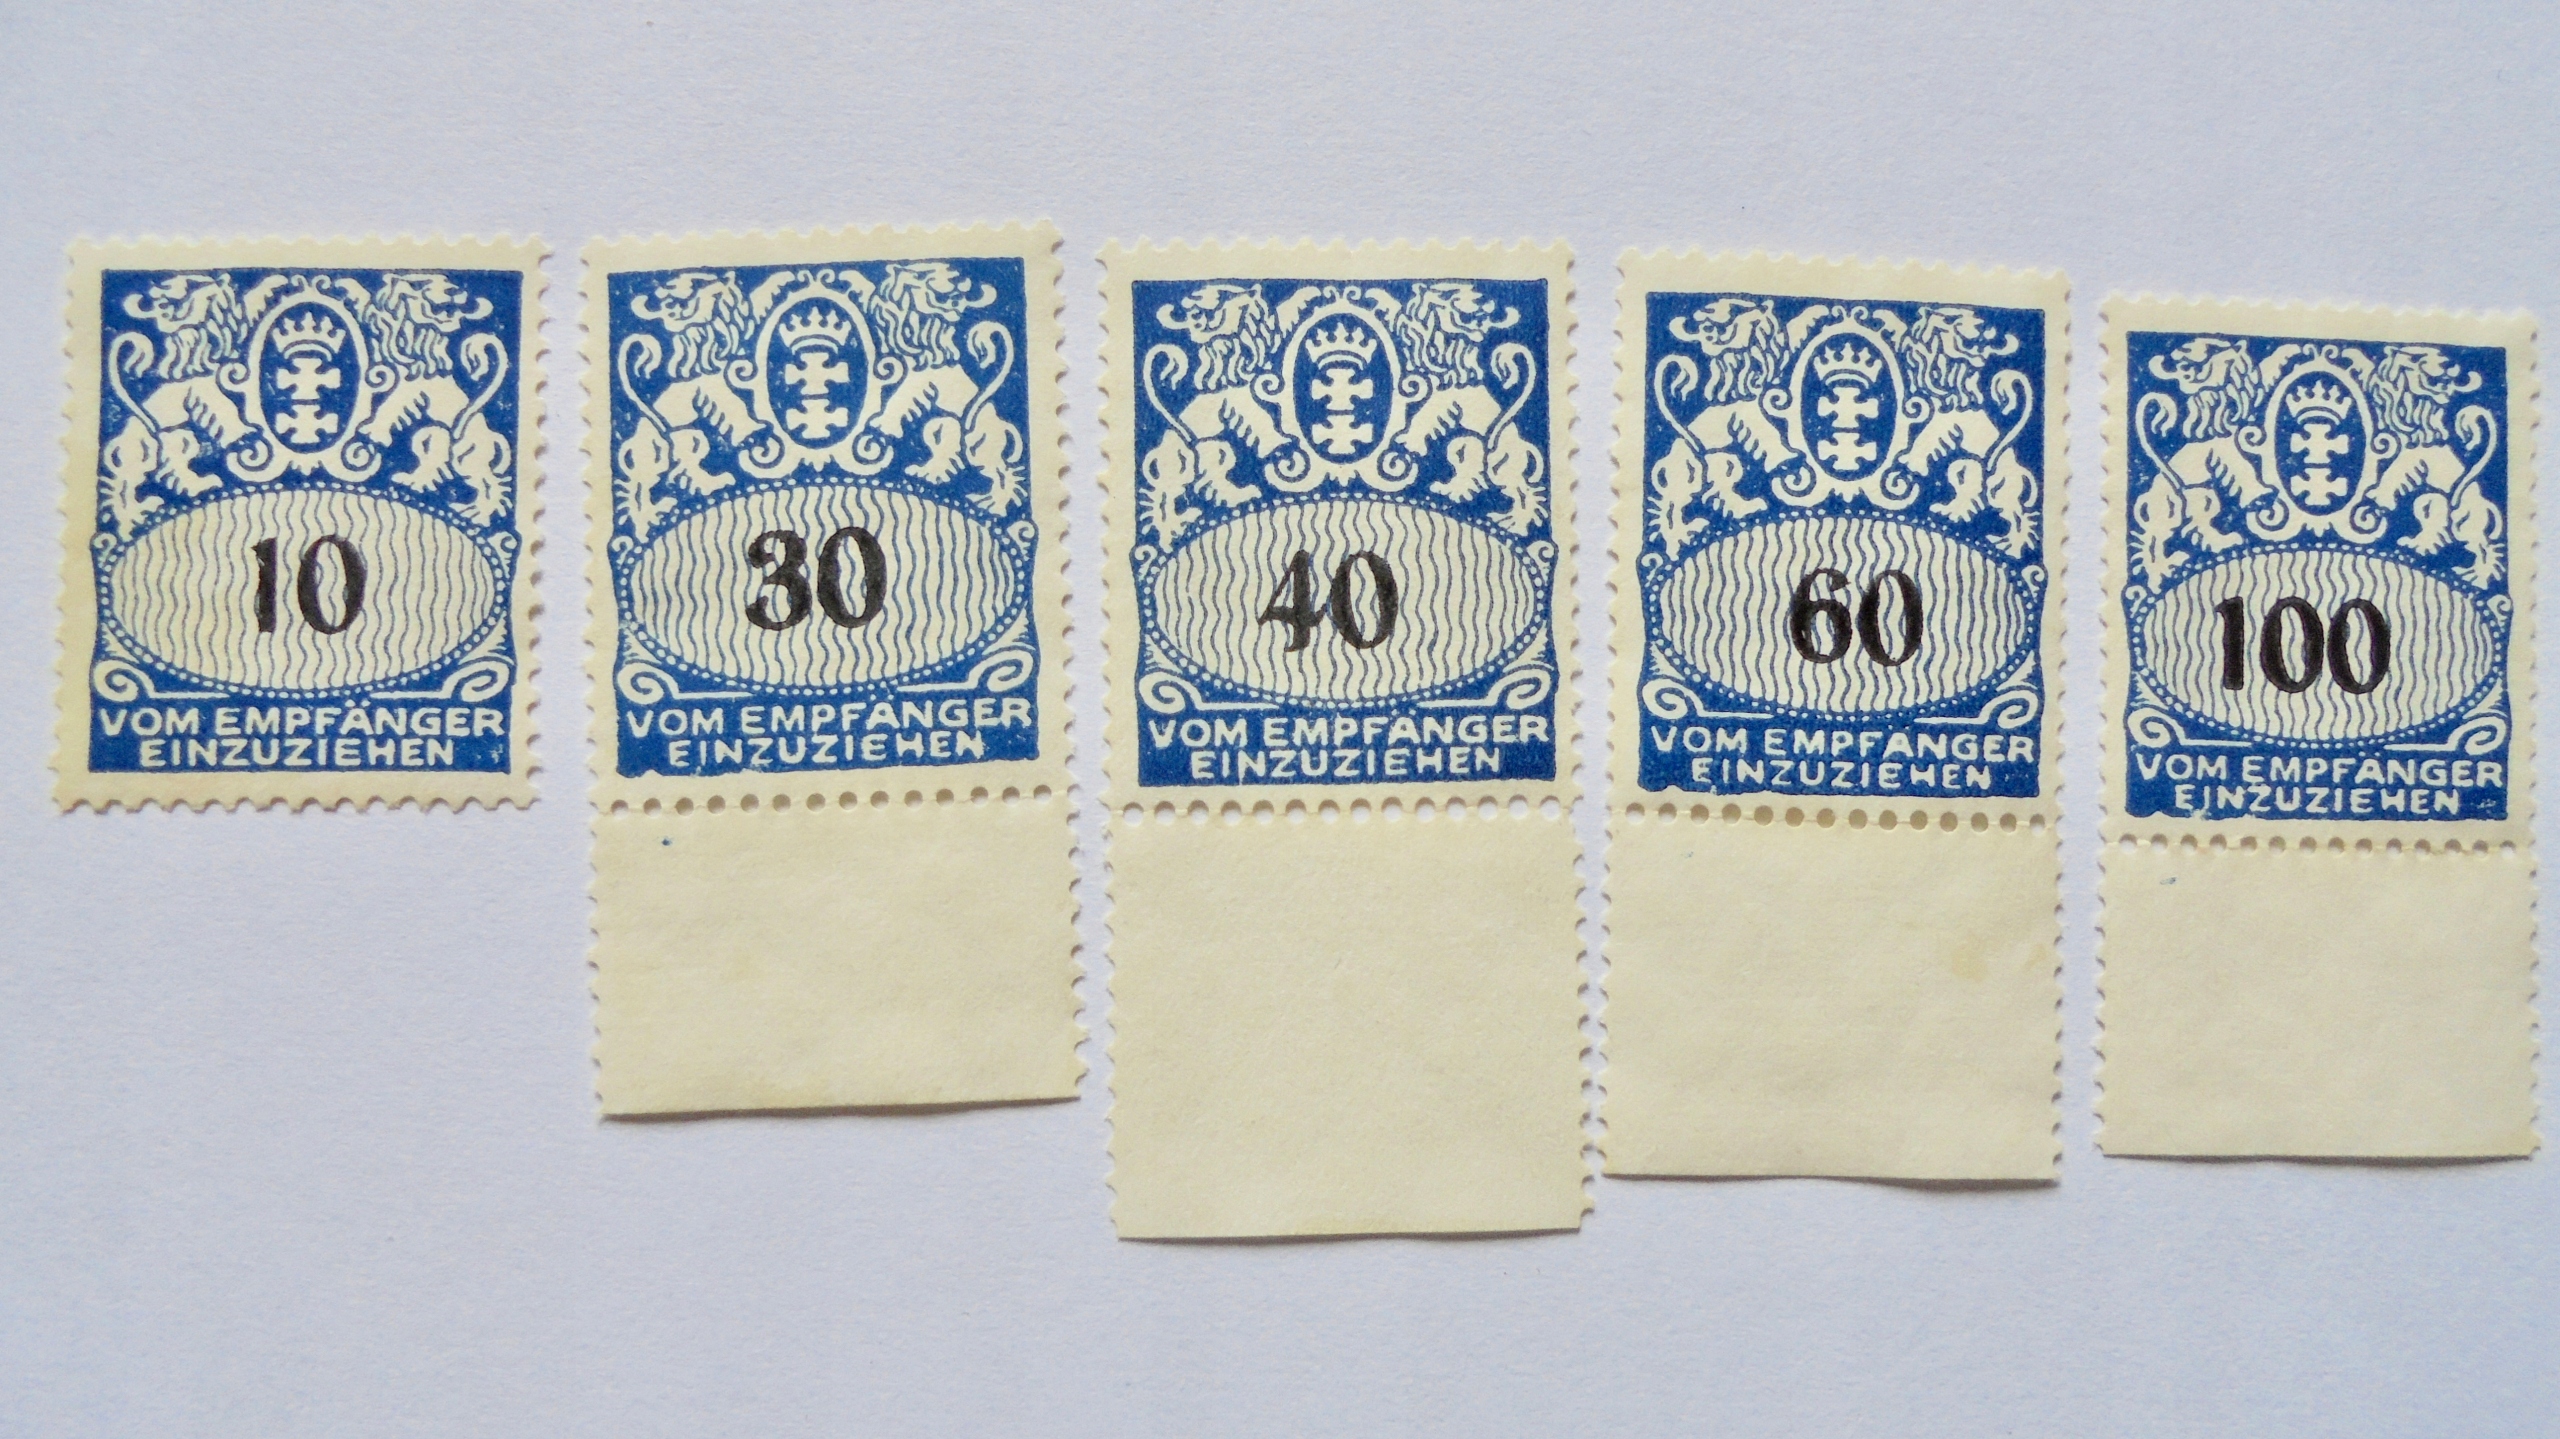 10
VOM EMPFÄNGER
EINZUZIEHEN
30
VOM EMPFÄNGER
EINZUZIEHEN
40
VOM EMPFÄNGER
EINZUZIEHEN
60
VOM EMPFÄNGER
EINZUZIEHEN
100
VOM EMPFÄNGER
EINZUZIEHEN